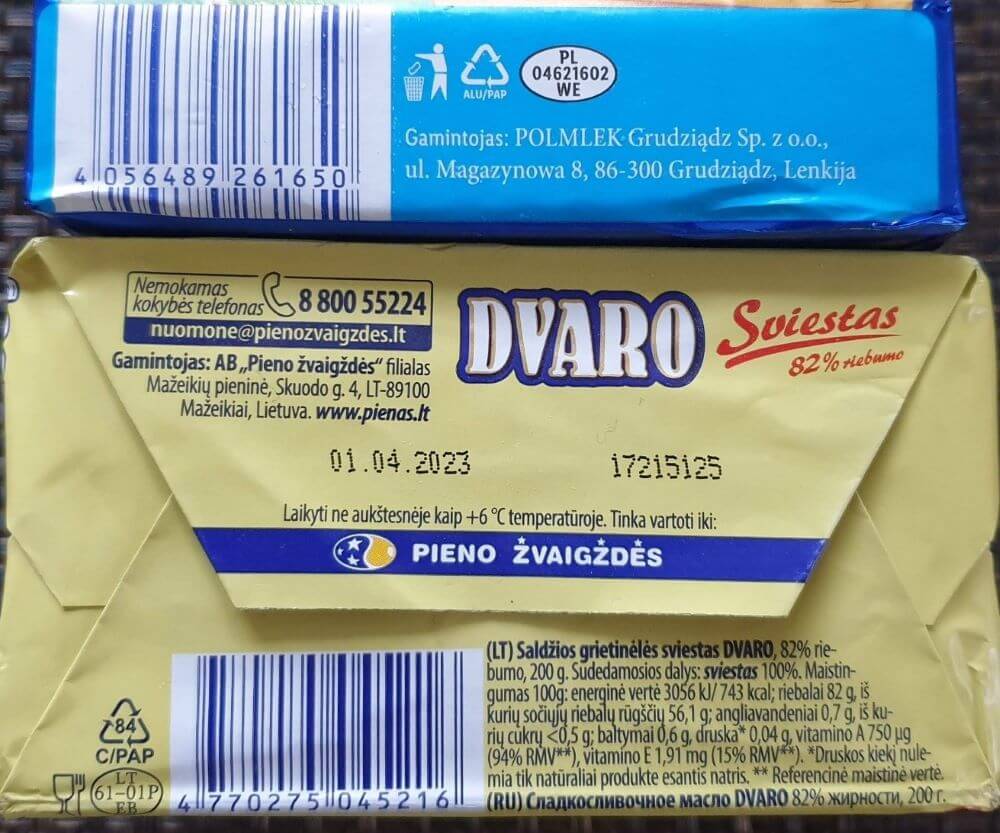 PL
04621602
WE
ALU/PAP
Gamintojas: POLMLEK Grudziądz Sp. z o.o.,
ul. Magazynowa 8, 86-300 Grudziądz, Lenkija
4 056489 261650
Nemokamas
kokybės telefonas 8 800 55224
nuomone@pienozvaigzdes.lt
Gamintojas: AB „Pieno žvaigždės“ filialas
Mažeikių pieninė, Skuodo g. 4, LT-89100
Mažeikiai, Lietuva. www.pienas.lt
DVARO
Sviestas
82% riebumo
01.04.2023 17215125
Laikyti ne aukštesnėje kaip +6 °C temperatūroje. Tinka vartoti iki:
PIENO ŽVAIGŽDĖS
(LT) Saldžios grietinėlės sviestas DVARO, 82% rie-
bumo, 200 g. Sudedamosios dalys: sviestas 100%. Maistin-
gumas 100g: energinė vertė 3056 kJ/ 743 kcal; riebalai 82 g, iš
kurių sočiųjų riebalų rūgščių 56,1 g; angliavandeniai 0,7 g, iš ku-
rių cukrų <0,5 g; baltymai 0,6 g, druska* 0,04 g, vitamino A 750 µg
(94% RMV**), vitamino E 1,91 mg (15% RMV**). *Druskos kiekį nule-
mia tik natūraliai produkte esantis natris. ** Referencinė maistinė vertė.
(RU) Сладкосливочное масло DVARO 82% жирности, 200 г.
84
C/PAP
LT
61-01P
EB
4 770275 045216